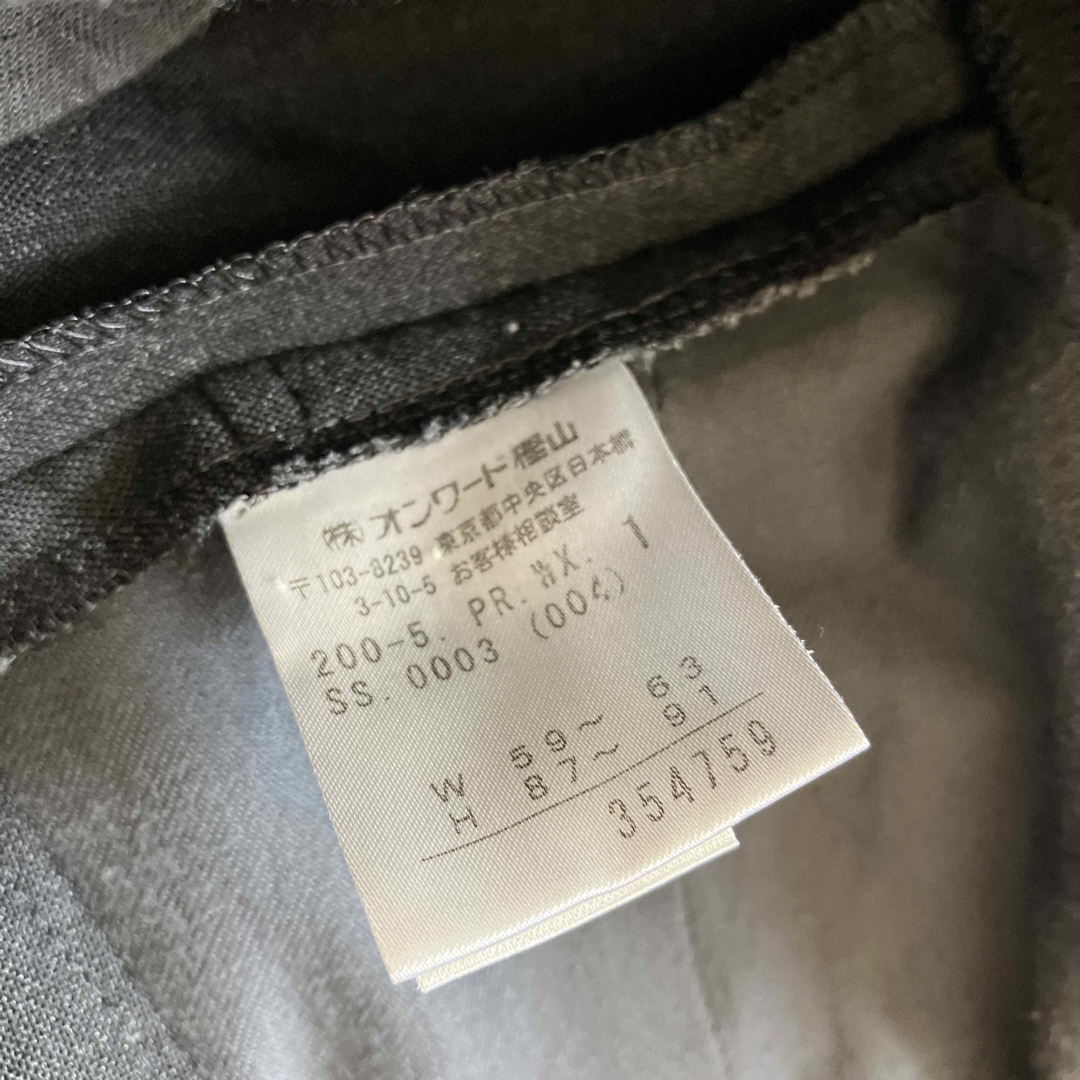 (株)オンワード樫山
〒103-8239 東京都中央区日本橋
3-10-5 お客様相談室
200-5. PR. WX. 1
SS. 0003 (004)
W 59～ 63
H 87～ 91
354759